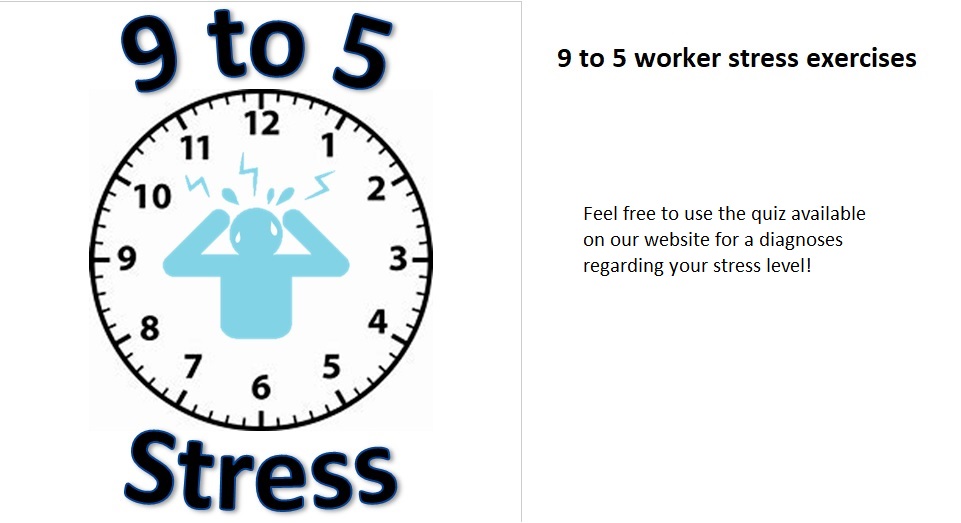 9 to 5
12
11
1
10
2
9
3
8
4
7
5
6
Stress
9 to 5 worker stress exercises
Feel free to use the quiz available
on our website for a diagnoses
regarding your stress level!